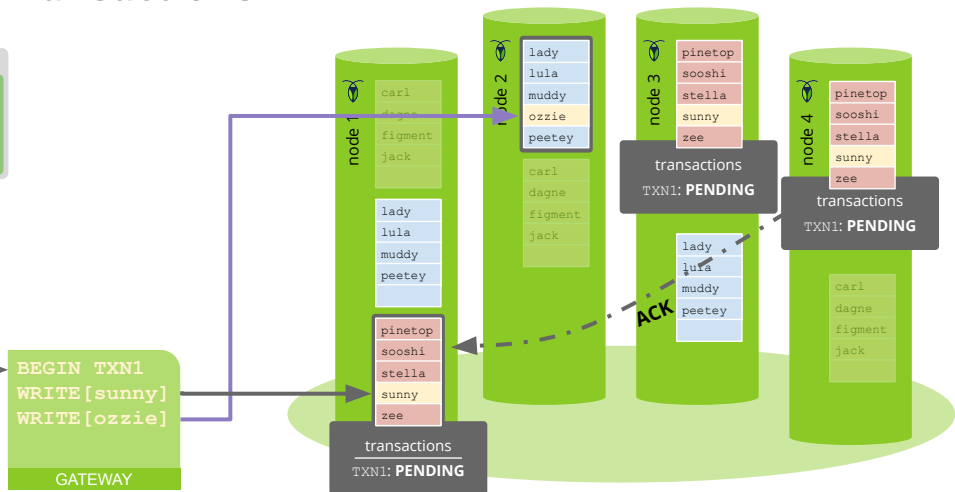 BEGIN TXN1
WRITE[sunny]
WRITE[ozzie]
GATEWAY
node 1
carl
dagne
figment
jack
lady
lula
muddy
peetey
pinetop
sooshi
stella
sunny
zee
transactions
TXN1: PENDING
node 2
lady
lula
muddy
ozzie
peetey
carl
dagne
figment
jack
node 3
pinetop
sooshi
stella
sunny
zee
transactions
TXN1: PENDING
lady
lula
muddy
peetey
ACK
node 4
pinetop
sooshi
stella
sunny
zee
transactions
TXN1: PENDING
carl
dagne
figment
jack